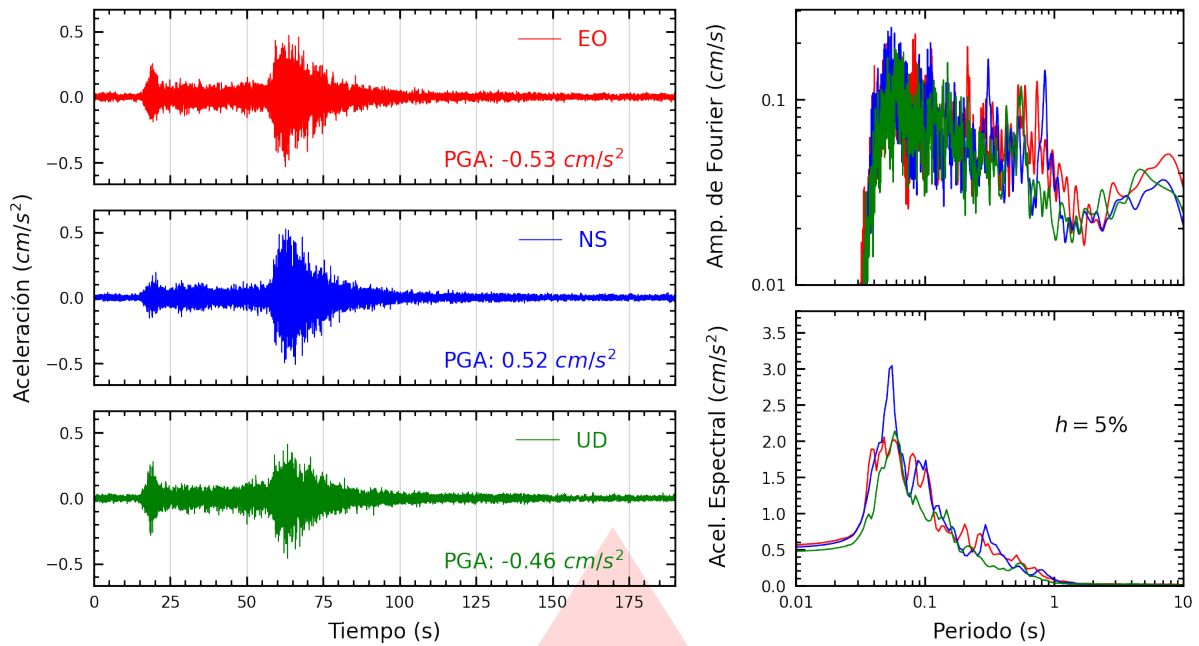 Aceleración (cm/s²)
0.5
0.0
−0.5
EO
PGA: -0.53 cm/s²
0.5
0.0
−0.5
NS
PGA: 0.52 cm/s²
0.5
0.0
−0.5
UD
PGA: -0.46 cm/s²
0 25 50 75 100 125 150 175
Tiempo (s)
Amp. de Fourier (cm/s)
0.1
0.01
Acel. Espectral (cm/s²)
3.5
3.0
2.5
2.0
1.5
1.0
0.5
0.0
h = 5%
0.01 0.1 1 10
Periodo (s)